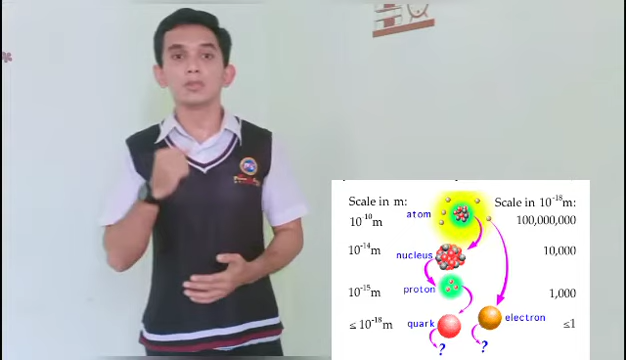 Scale in m:
Scale in 10⁻¹⁸m:
10⁻¹⁰m
atom
100,000,000
10⁻¹⁴m
nucleus
10,000
10⁻¹⁵m
proton
1,000
≤ 10⁻¹⁸m
quark
electron
≤1
?
?